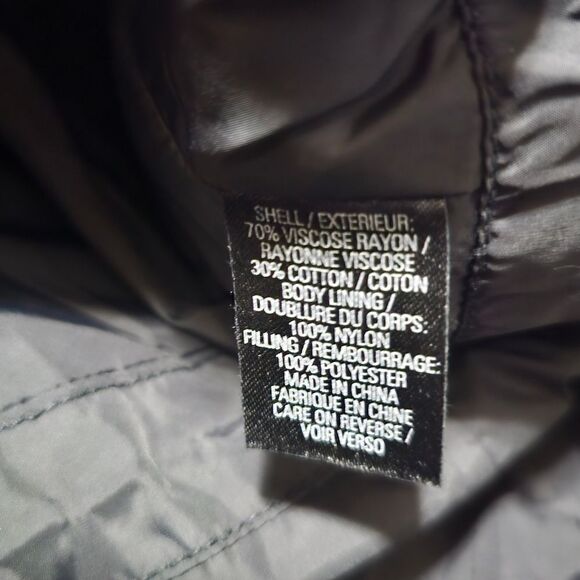 SHELL / EXTERIEUR:
70% VISCOSE RAYON /
RAYONNE VISCOSE
30% COTTON / COTON
BODY LINING /
DOUBLURE DU CORPS:
100% NYLON
FILLING / REMBOURRAGE:
100% POLYESTER
MADE IN CHINA
FABRIQUE EN CHINE
CARE ON REVERSE /
VOIR VERSO